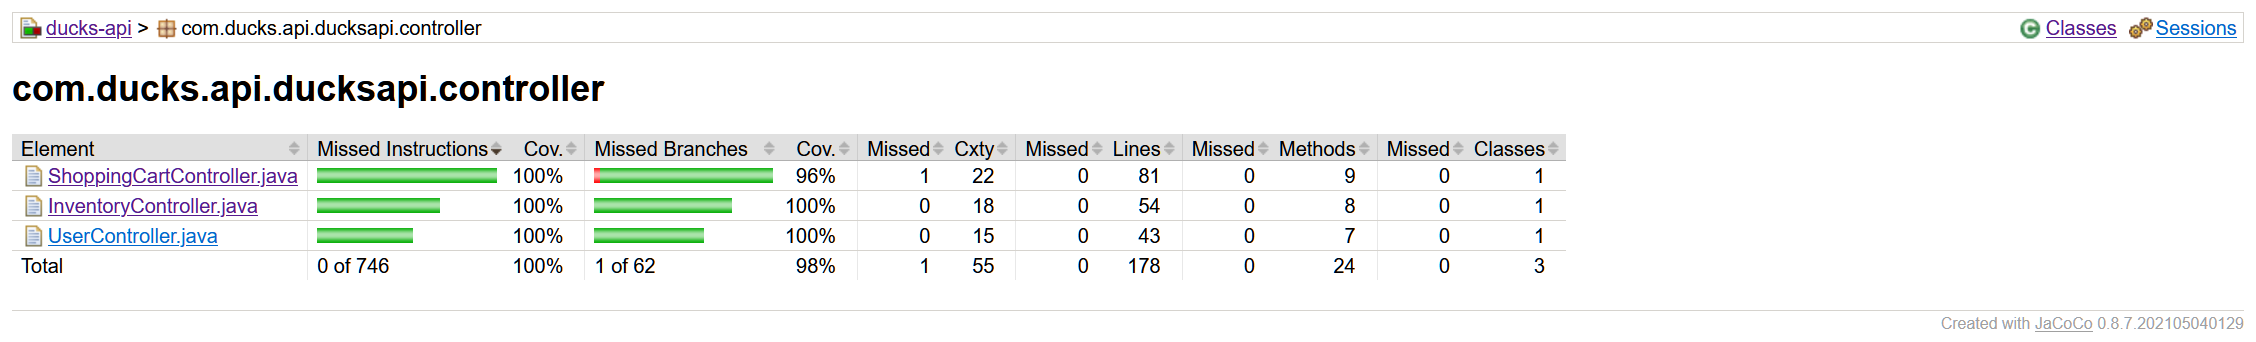 ducks-api > com.ducks.api.ducksapi.controller Classes Sessions
com.ducks.api.ducksapi.controller
Element Missed Instructions Cov. Missed Branches Cov. Missed Cxty Missed Lines Missed Methods Missed Classes
ShoppingCartController.java 100% 96% 1 22 0 81 0 9 0 1
InventoryController.java 100% 100% 0 18 0 54 0 8 0 1
UserController.java 100% 100% 0 15 0 43 0 7 0 1
Total 0 of 746 100% 1 of 62 98% 1 55 0 178 0 24 0 3
Created with JaCoCo 0.8.7.202105040129